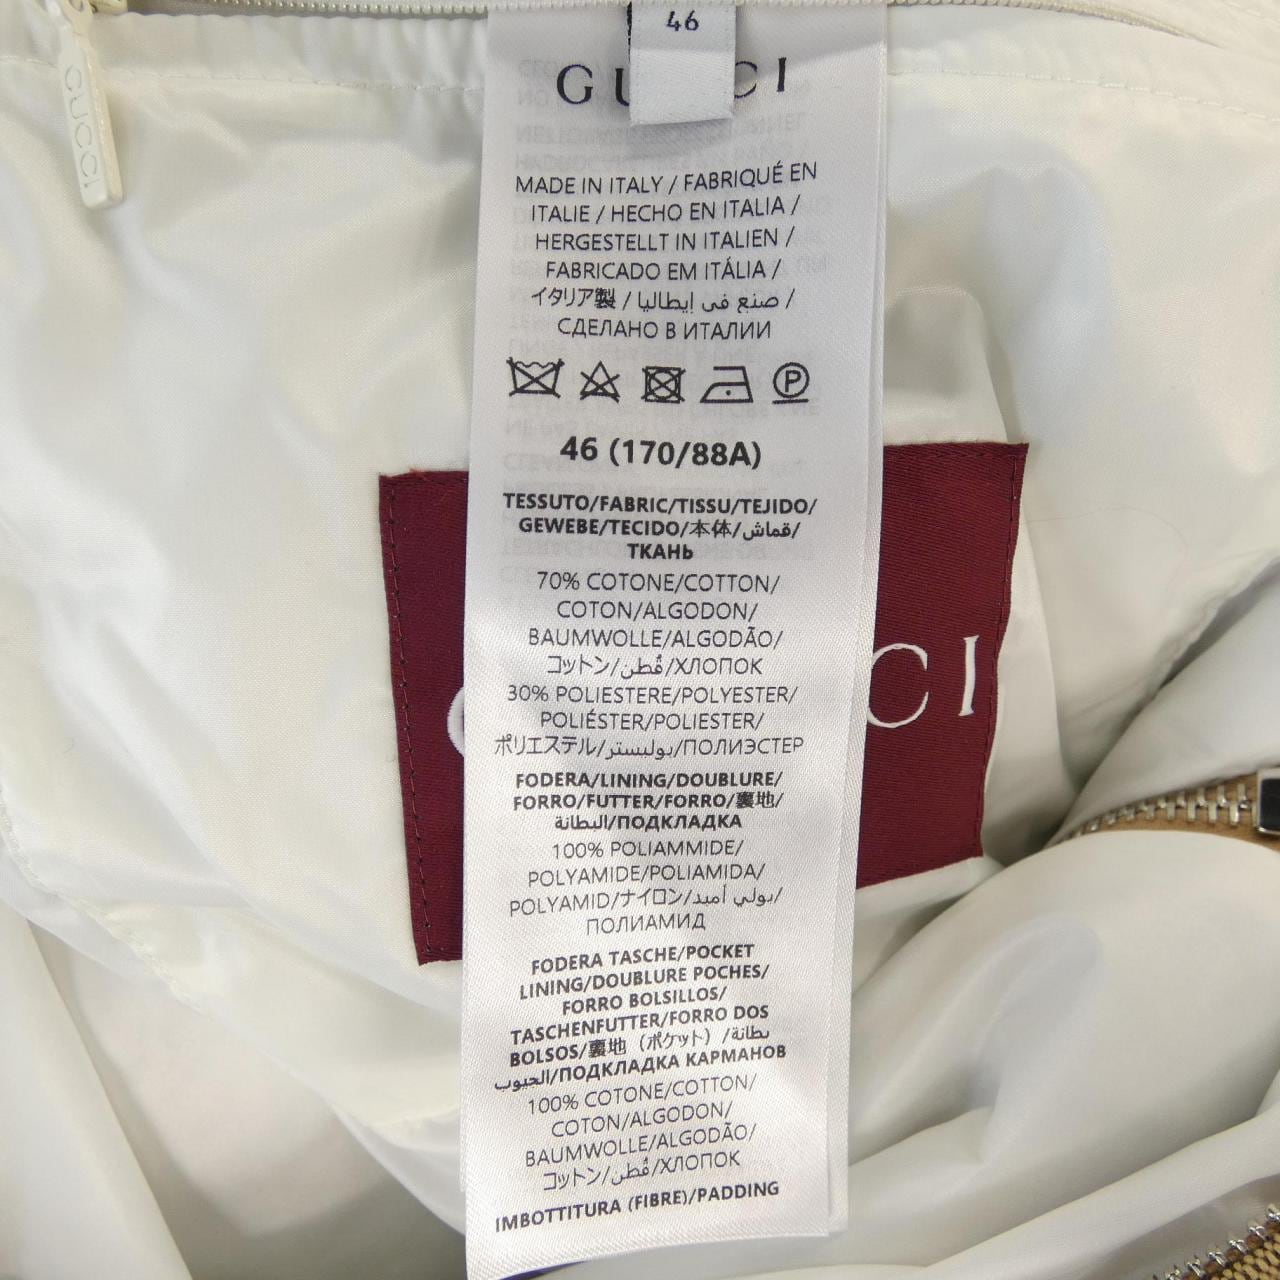 46
GUCCI
GUCCI
MADE IN ITALY / FABRIQUÉ EN
ITALIE / HECHO EN ITALIA /
HERGESTELLT IN ITALIEN /
FABRICADO EM ITÁLIA /
イタリア製 / صنع في إيطاليا /
СДЕЛАНО В ИТАЛИИ
P
46 (170/88A)
TESSUTO/FABRIC/TISSU/TEJIDO/
GEWEBE/TECIDO/本体/قماش/
ТКАНЬ
70% COTONE/COTTON/
COTON/ALGODON/
BAUMWOLLE/ALGODÃO/
コットン/قُطن/ХЛОПОК
30% POLIESTERE/POLYESTER/
POLIÉSTER/POLIESTER/
ポリエステル/بوليستر/ПОЛИЭСТЕР
FODERA/LINING/DOUBLURE/
FORRO/FUTTER/FORRO/裏地/
البطانة/ПОДКЛАДКА
100% POLIAMMIDE/
POLYAMIDE/POLIAMIDA/
POLYAMID/ナイロン/بولي أميد/
ПОЛИАМИД
FODERA TASCHE/POCKET
LINING/DOUBLURE POCHES/
FORRO BOLSILLOS/
TASCHENFUTTER/FORRO DOS
BOLSOS/裏地（ポケット）/بطانة
الجيوب/ПОДКЛАДКА КАРМАНОВ
100% COTONE/COTTON/
COTON/ALGODON/
BAUMWOLLE/ALGODÃO/
コットン/قُطن/ХЛОПОК
IMBOTTITURA (FIBRE)/PADDING
CI